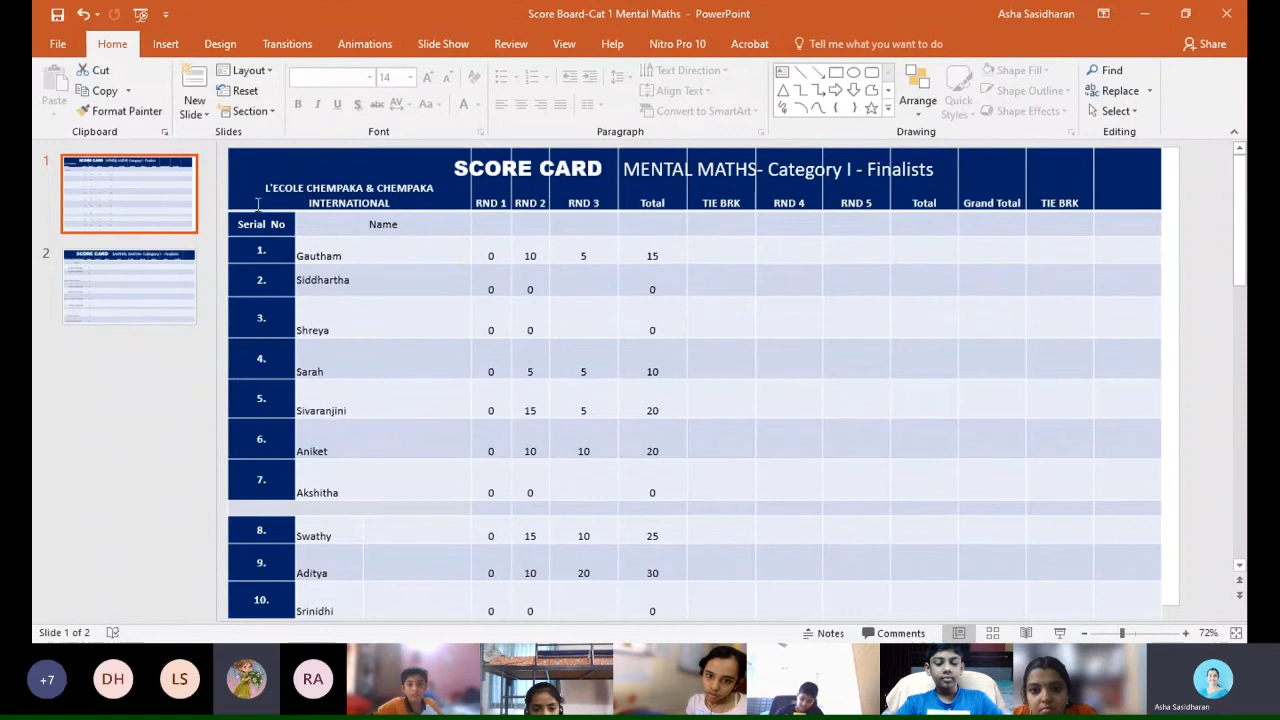 Score Board-Cat 1 Mental Maths - PowerPoint
Asha Sasidharan
File Home Insert Design Transitions Animations Slide Show Review View Help Nitro Pro 10 Acrobat Tell me what you want to do Share
Paste
Cut
Copy
Format Painter
Clipboard
New Slide
Layout
Reset
Section
Slides
14
B I U S abc AV Aa A
Font
Text Direction
Align Text
Convert to SmartArt
Paragraph
Arrange
Quick Styles
Shape Fill
Shape Outline
Shape Effects
Drawing
Find
Replace
Select
Editing
1
2
SCORE CARD MENTAL MATHS- Category I - Finalists
L'ECOLE CHEMPAKA & CHEMPAKA
INTERNATIONAL RND 1 RND 2 RND 3 Total TIE BRK RND 4 RND 5 Total Grand Total TIE BRK
Serial No Name
1. Gautham 0 10 5 15
2. Siddhartha 0 0 0
3. Shreya 0 0 0
4. Sarah 0 5 5 10
5. Sivaranjini 0 15 5 20
6. Aniket 0 10 10 20
7. Akshitha 0 0 0
8. Swathy 0 15 10 25
9. Aditya 0 10 20 30
10. Srinidhi 0 0 0
Slide 1 of 2
Notes
Comments
72%
+7
DH
LS
RA
Asha Sasidharan